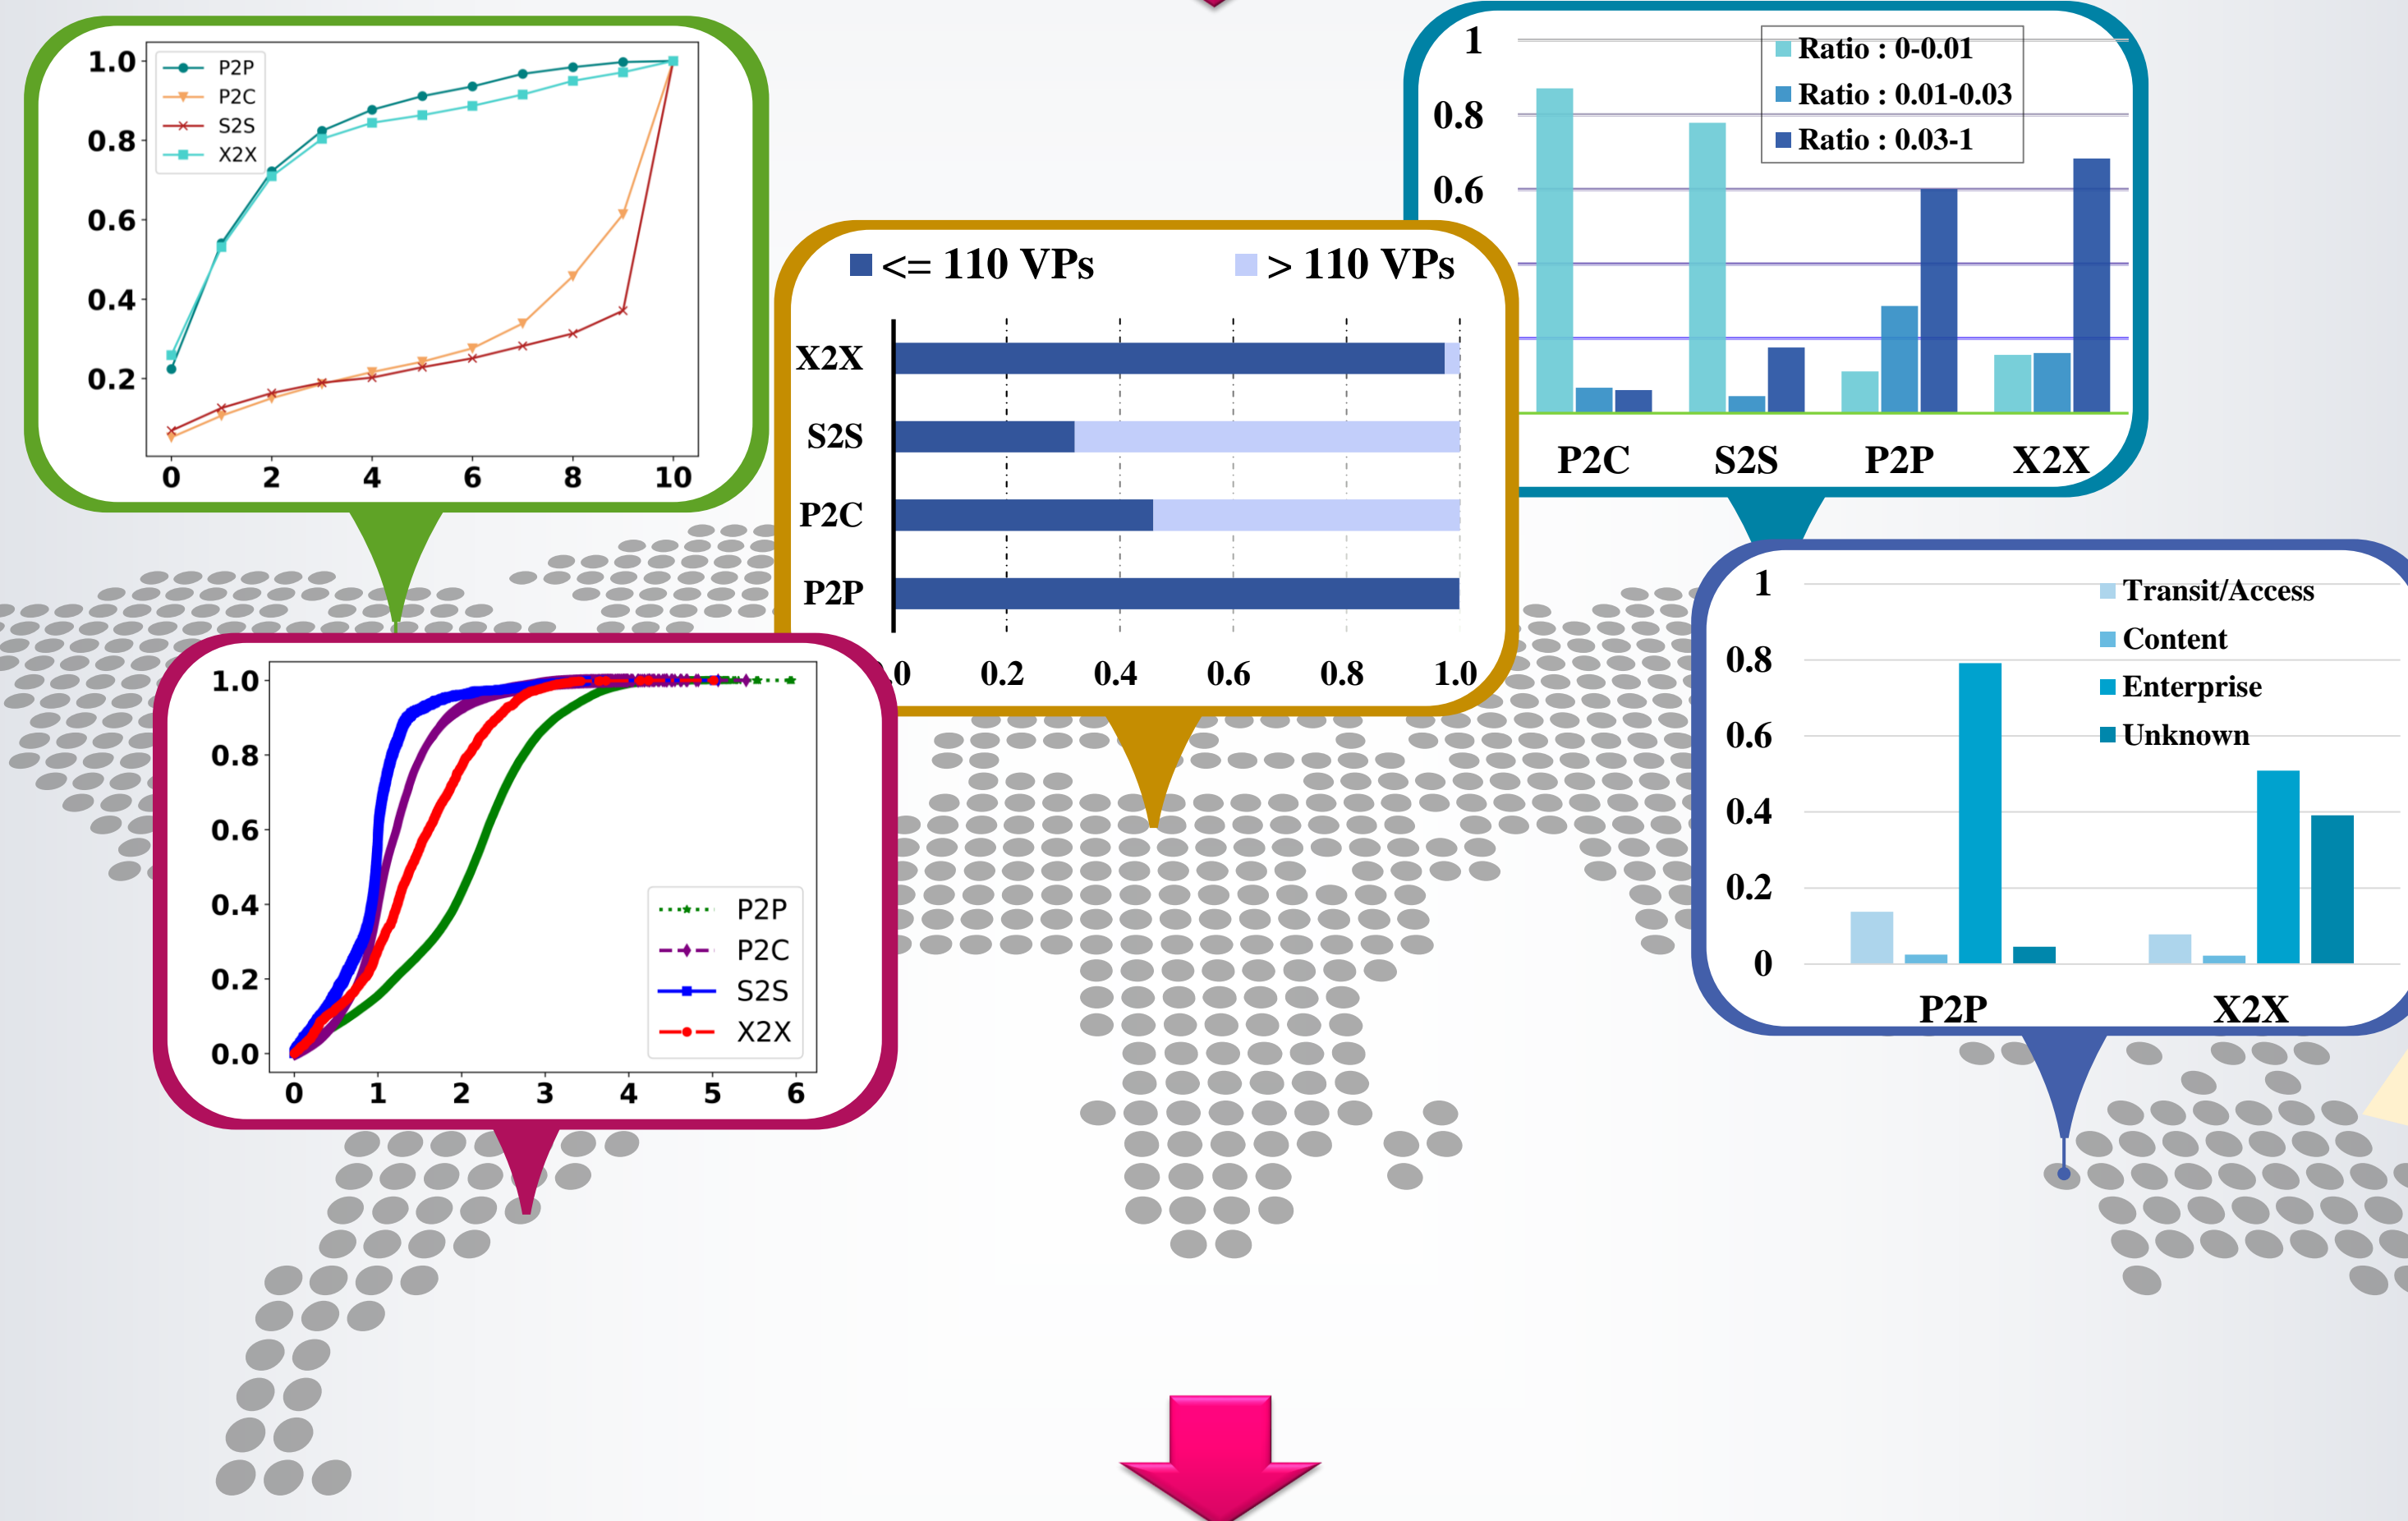 1.0
0.8
0.6
0.4
0.2
0 2 4 6 8 10
P2P
P2C
S2S
X2X
1
0.8
0.6
Ratio : 0-0.01
Ratio : 0.01-0.03
Ratio : 0.03-1
P2C S2S P2P X2X
<= 110 VPs > 110 VPs
X2X
S2S
P2C
P2P
.0 0.2 0.4 0.6 0.8 1.0
1
0.8
0.6
0.4
0.2
0
Transit/Access
Content
Enterprise
Unknown
P2P X2X
1.0
0.8
0.6
0.4
0.2
0.0
P2P
P2C
S2S
X2X
0 1 2 3 4 5 6